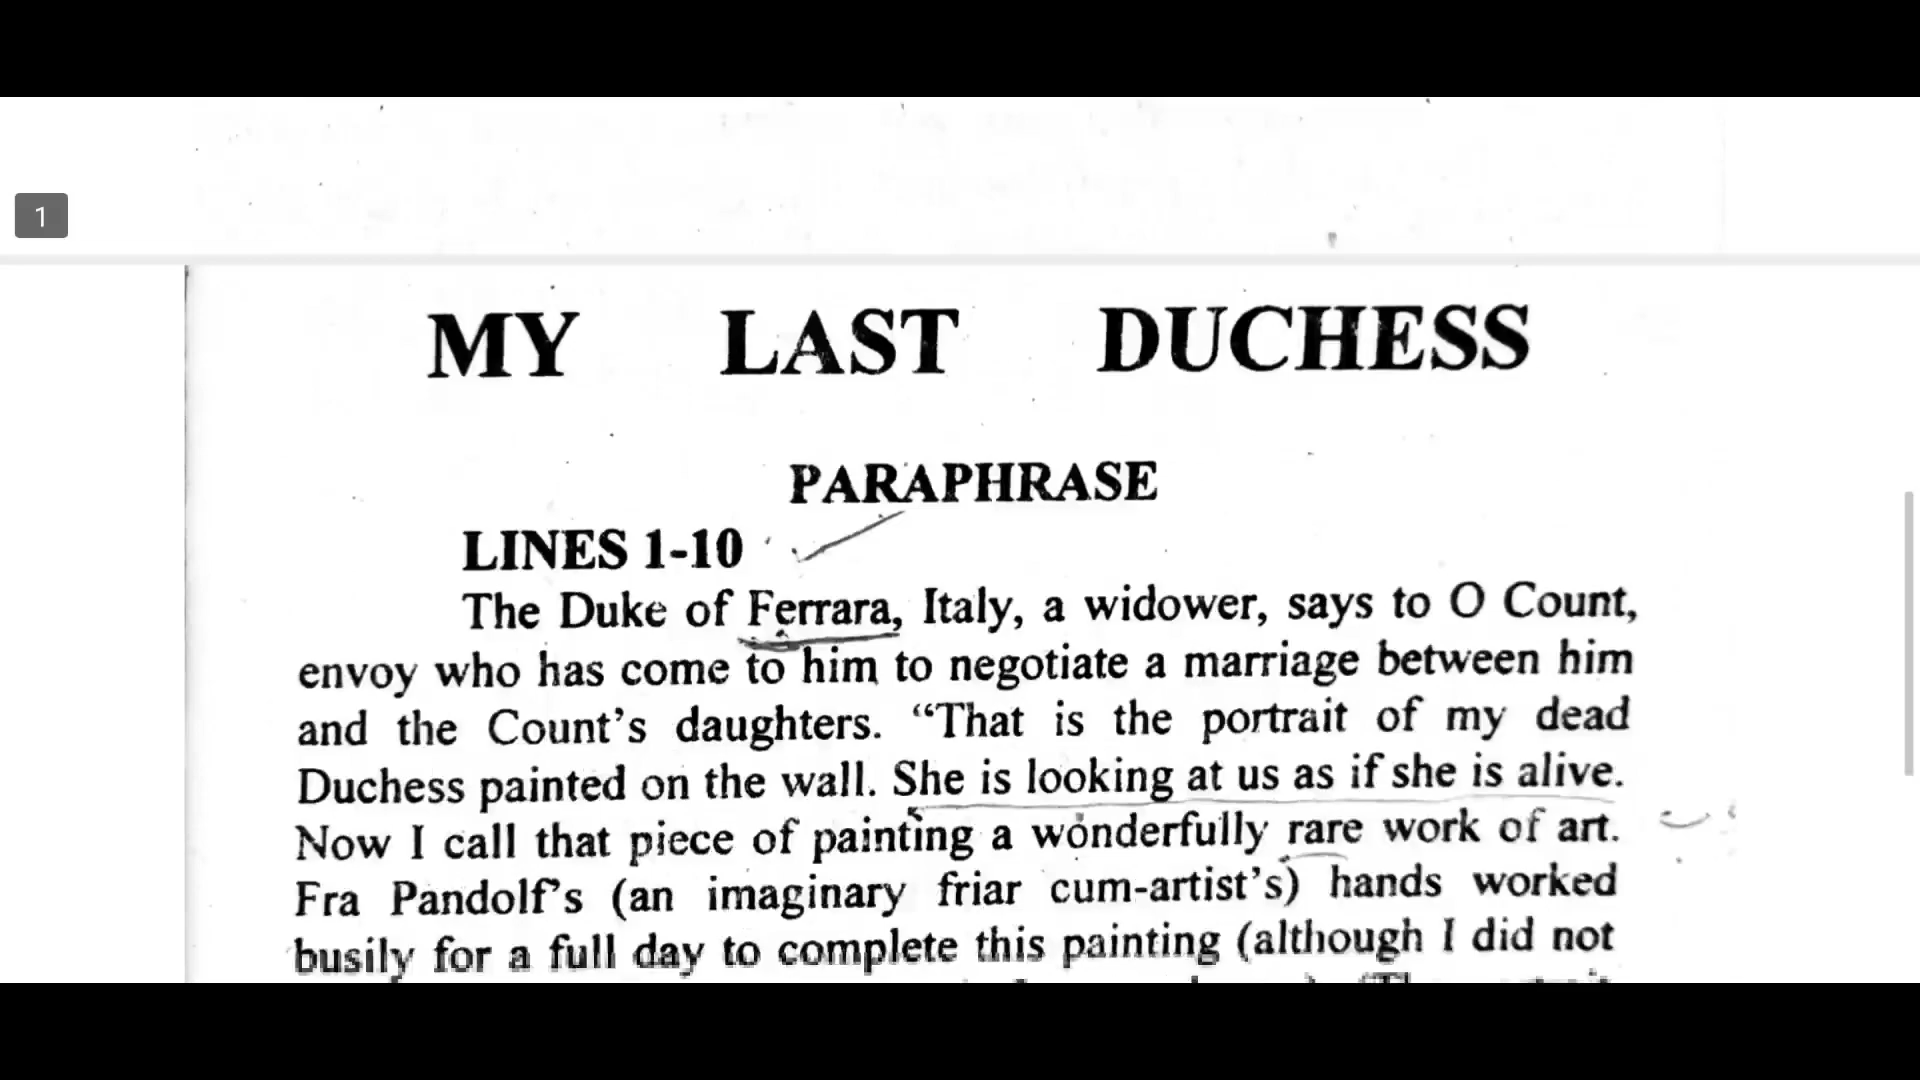 1
MY LAST DUCHESS
PARAPHRASE
LINES 1-10
The Duke of Ferrara, Italy, a widower, says to O Count,
envoy who has come to him to negotiate a marriage between him
and the Count's daughters. “That is the portrait of my dead
Duchess painted on the wall. She is looking at us as if she is alive.
Now I call that piece of painting a wonderfully rare work of art.
Fra Pandolf's (an imaginary friar cum-artist's) hands worked
busily for a full day to complete this painting (although I did not